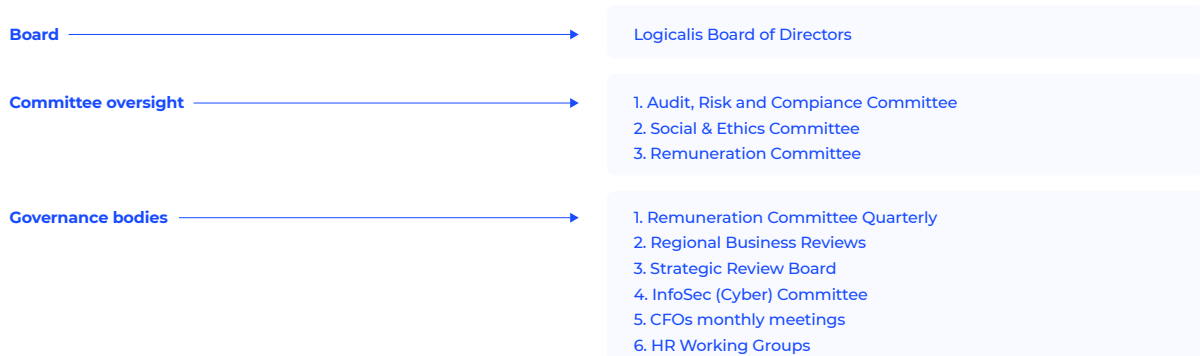 Board
Logicalis Board of Directors
Committee oversight
1. Audit, Risk and Compiance Committee
2. Social & Ethics Committee
3. Remuneration Committee
Governance bodies
1. Remuneration Committee Quarterly
2. Regional Business Reviews
3. Strategic Review Board
4. InfoSec (Cyber) Committee
5. CFOs monthly meetings
6. HR Working Groups